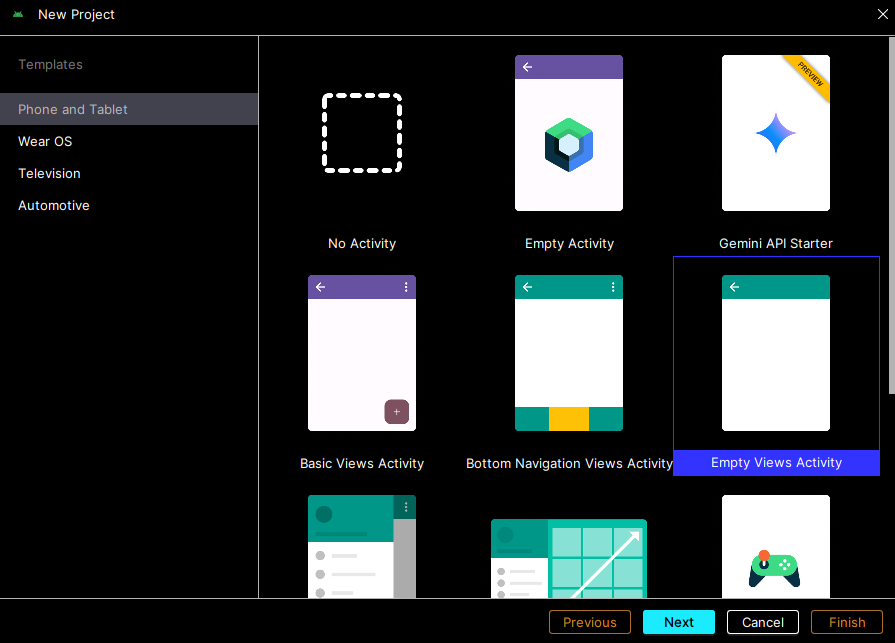 New Project
Templates
Phone and Tablet
Wear OS
Television
Automotive
PREVIEW
No Activity
Empty Activity
Gemini API Starter
Basic Views Activity
Bottom Navigation Views Activity
Empty Views Activity
Previous
Next
Cancel
Finish